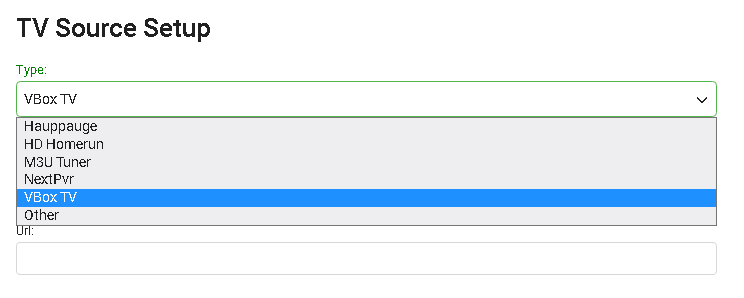 TV Source Setup
Type:
VBox TV
Hauppauge
HD Homerun
M3U Tuner
NextPvr
VBox TV
Other
Url: